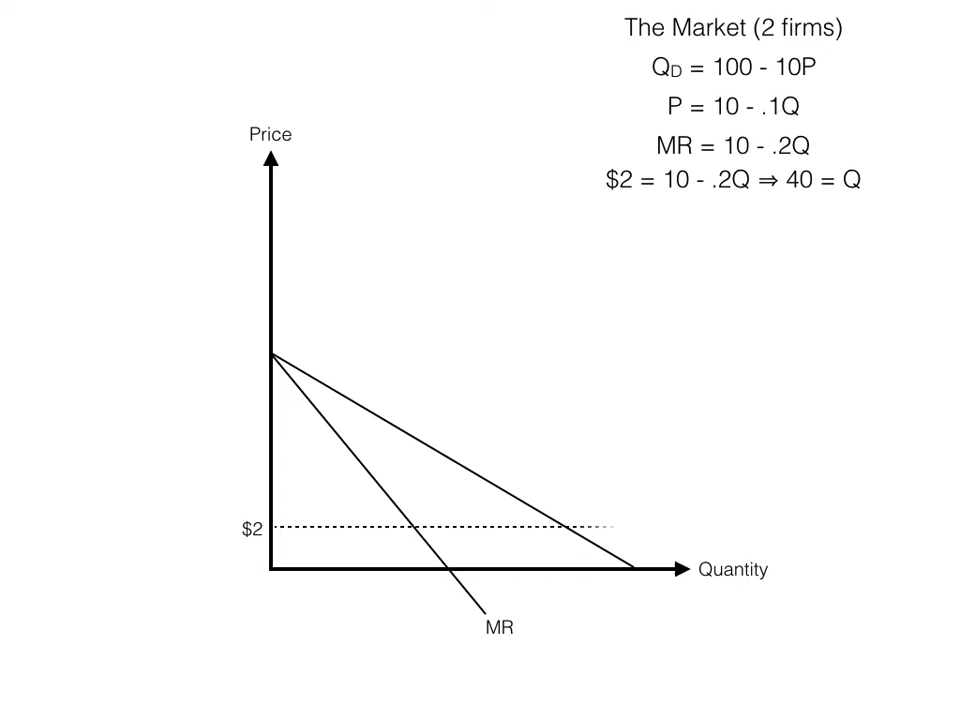 The Market (2 firms)
QD = 100 - 10P
P = 10 - .1Q
MR = 10 - .2Q
$2 = 10 - .2Q ⇒ 40 = Q
Price
$2
Quantity
MR